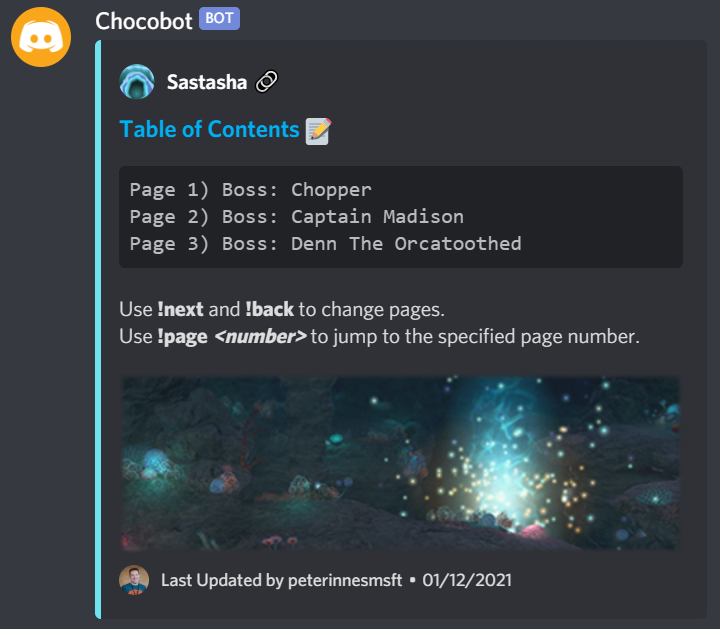 Chocobot BOT
Sastasha
Table of Contents
Page 1) Boss: Chopper
Page 2) Boss: Captain Madison
Page 3) Boss: Denn The Orcatoothed
Use !next and !back to change pages.
Use !page <number> to jump to the specified page number.
Last Updated by peterinnesmsft • 01/12/2021